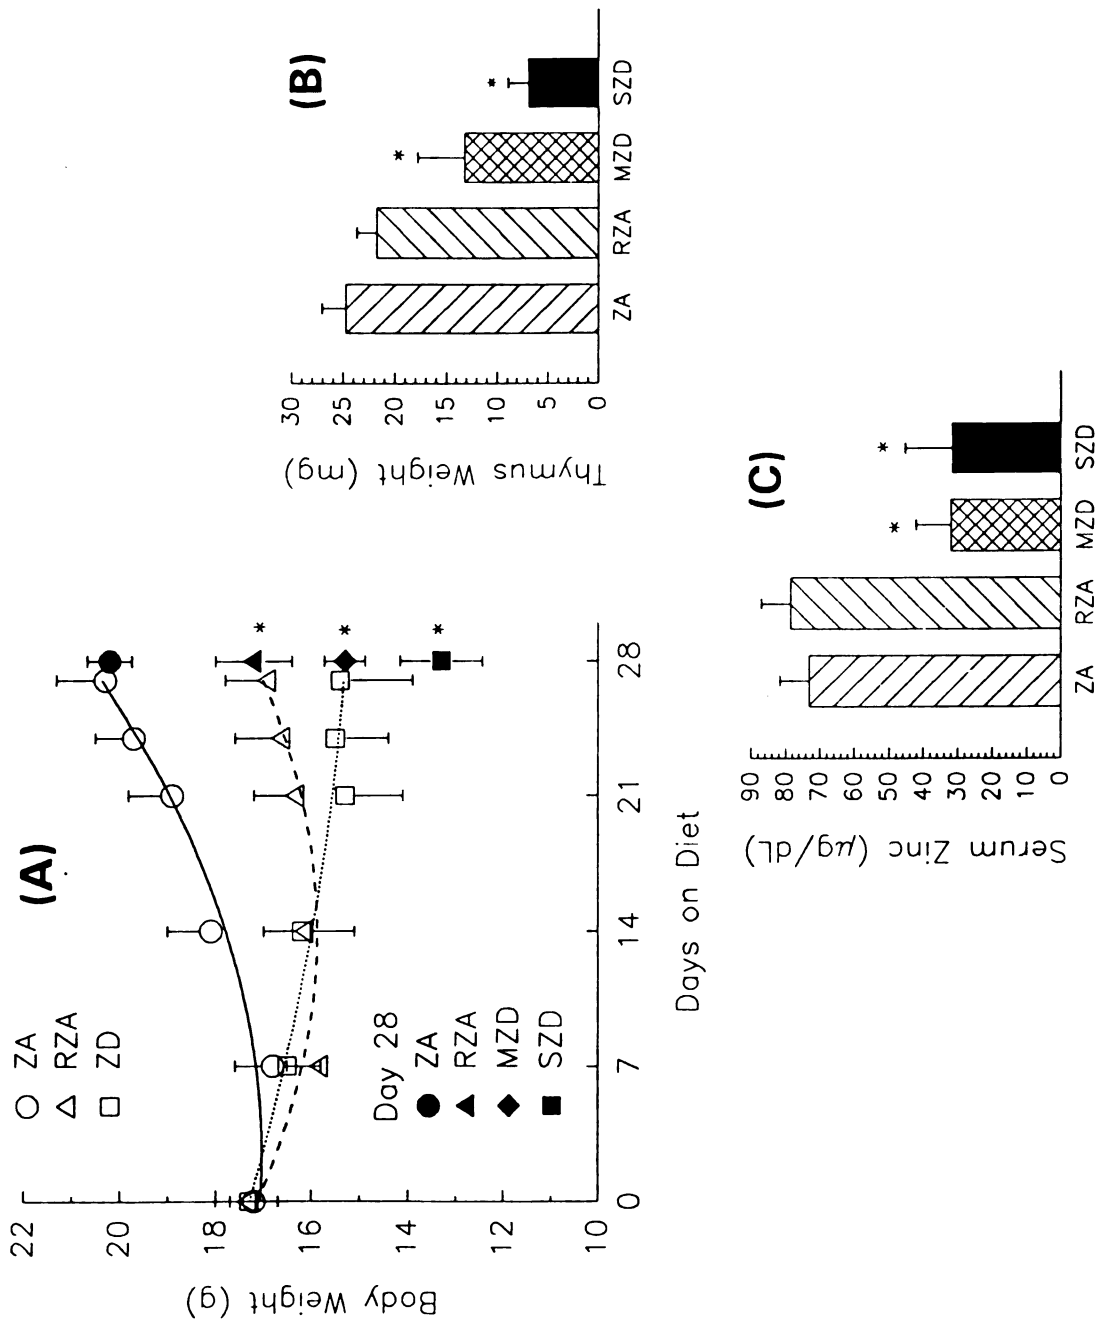 (A)
ZA
RZA
ZD
Day 28
ZA
RZA
MZD
SZD
22
20
18
16
14
12
10
Body Weight (g)
0
7
14
21
28
Days on Diet
*
*
*
(B)
30
25
20
15
10
5
0
Thymus Weight (mg)
*
*
ZA
RZA
MZD
SZD
(C)
90
80
70
60
50
40
30
20
10
0
Serum Zinc (µg/dL)
*
*
ZA
RZA
MZD
SZD